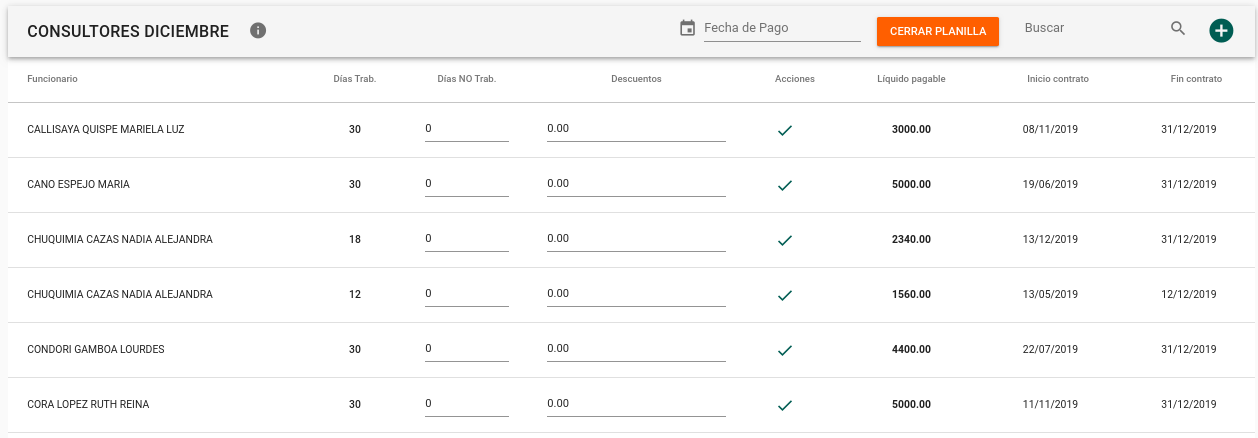 CONSULTORES DICIEMBRE Fecha de Pago CERRAR PLANILLA Buscar
Funcionario Días Trab. Días NO Trab. Descuentos Acciones Líquido pagable Inicio contrato Fin contrato
CALLISAYA QUISPE MARIELA LUZ 30 0 0.00 3000.00 08/11/2019 31/12/2019
CANO ESPEJO MARIA 30 0 0.00 5000.00 19/06/2019 31/12/2019
CHUQUIMIA CAZAS NADIA ALEJANDRA 18 0 0.00 2340.00 13/12/2019 31/12/2019
CHUQUIMIA CAZAS NADIA ALEJANDRA 12 0 0.00 1560.00 13/05/2019 12/12/2019
CONDORI GAMBOA LOURDES 30 0 0.00 4400.00 22/07/2019 31/12/2019
CORA LOPEZ RUTH REINA 30 0 0.00 5000.00 11/11/2019 31/12/2019